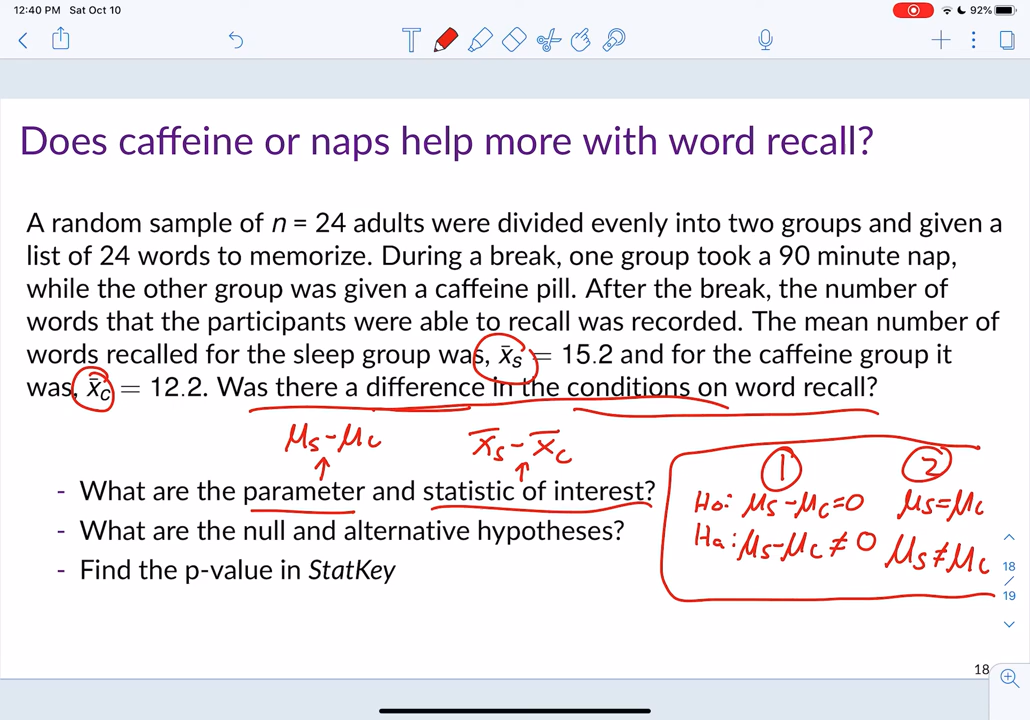 12:40 PM Sat Oct 10
92%
T
Does caffeine or naps help more with word recall?
A random sample of n = 24 adults were divided evenly into two groups and given a
list of 24 words to memorize. During a break, one group took a 90 minute nap,
while the other group was given a caffeine pill. After the break, the number of
words that the participants were able to recall was recorded. The mean number of
words recalled for the sleep group was, x̄s = 15.2 and for the caffeine group it
was, x̄c = 12.2. Was there a difference in the conditions on word recall?
μs-μc
x̄s-x̄c
- What are the parameter and statistic of interest?
- What are the null and alternative hypotheses?
- Find the p-value in StatKey
① ②
Ho: μs-μc=0 μs=μc
Ha: μs-μc≠0 μs≠μc
18
/
19
18